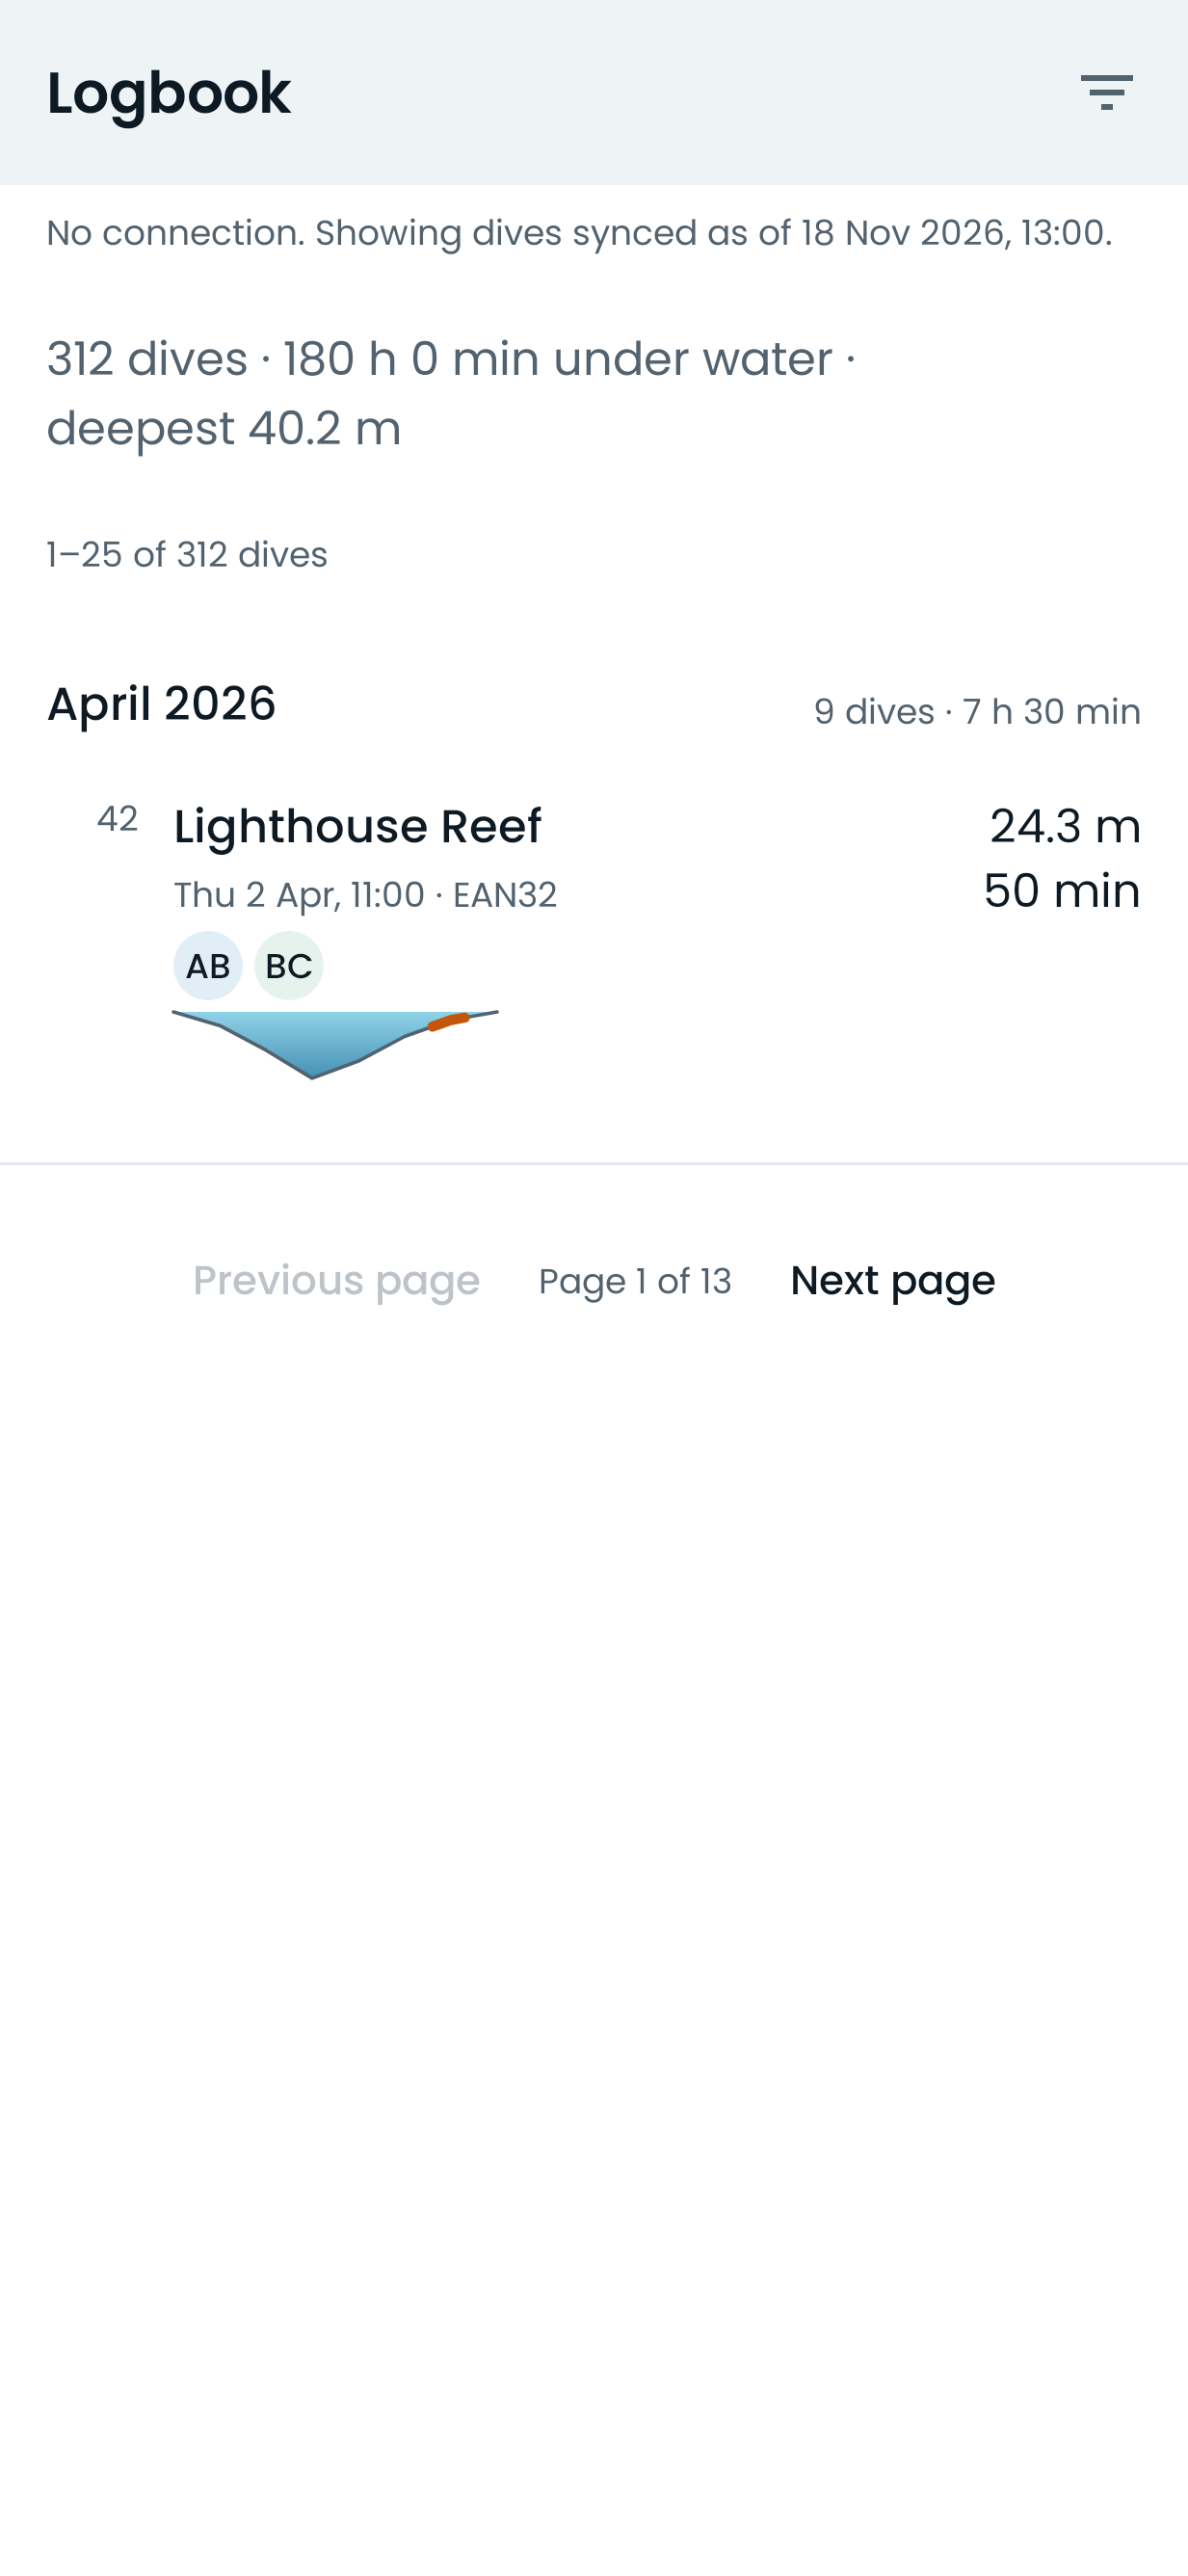 Logbook
No connection. Showing dives synced as of 18 Nov 2026, 13:00.
312 dives · 180 h 0 min under water ·
deepest 40.2 m
1–25 of 312 dives
April 2026
9 dives · 7 h 30 min
42
Lighthouse Reef
24.3 m
Thu 2 Apr, 11:00 · EAN32
50 min
AB BC
Previous page
Page 1 of 13
Next page